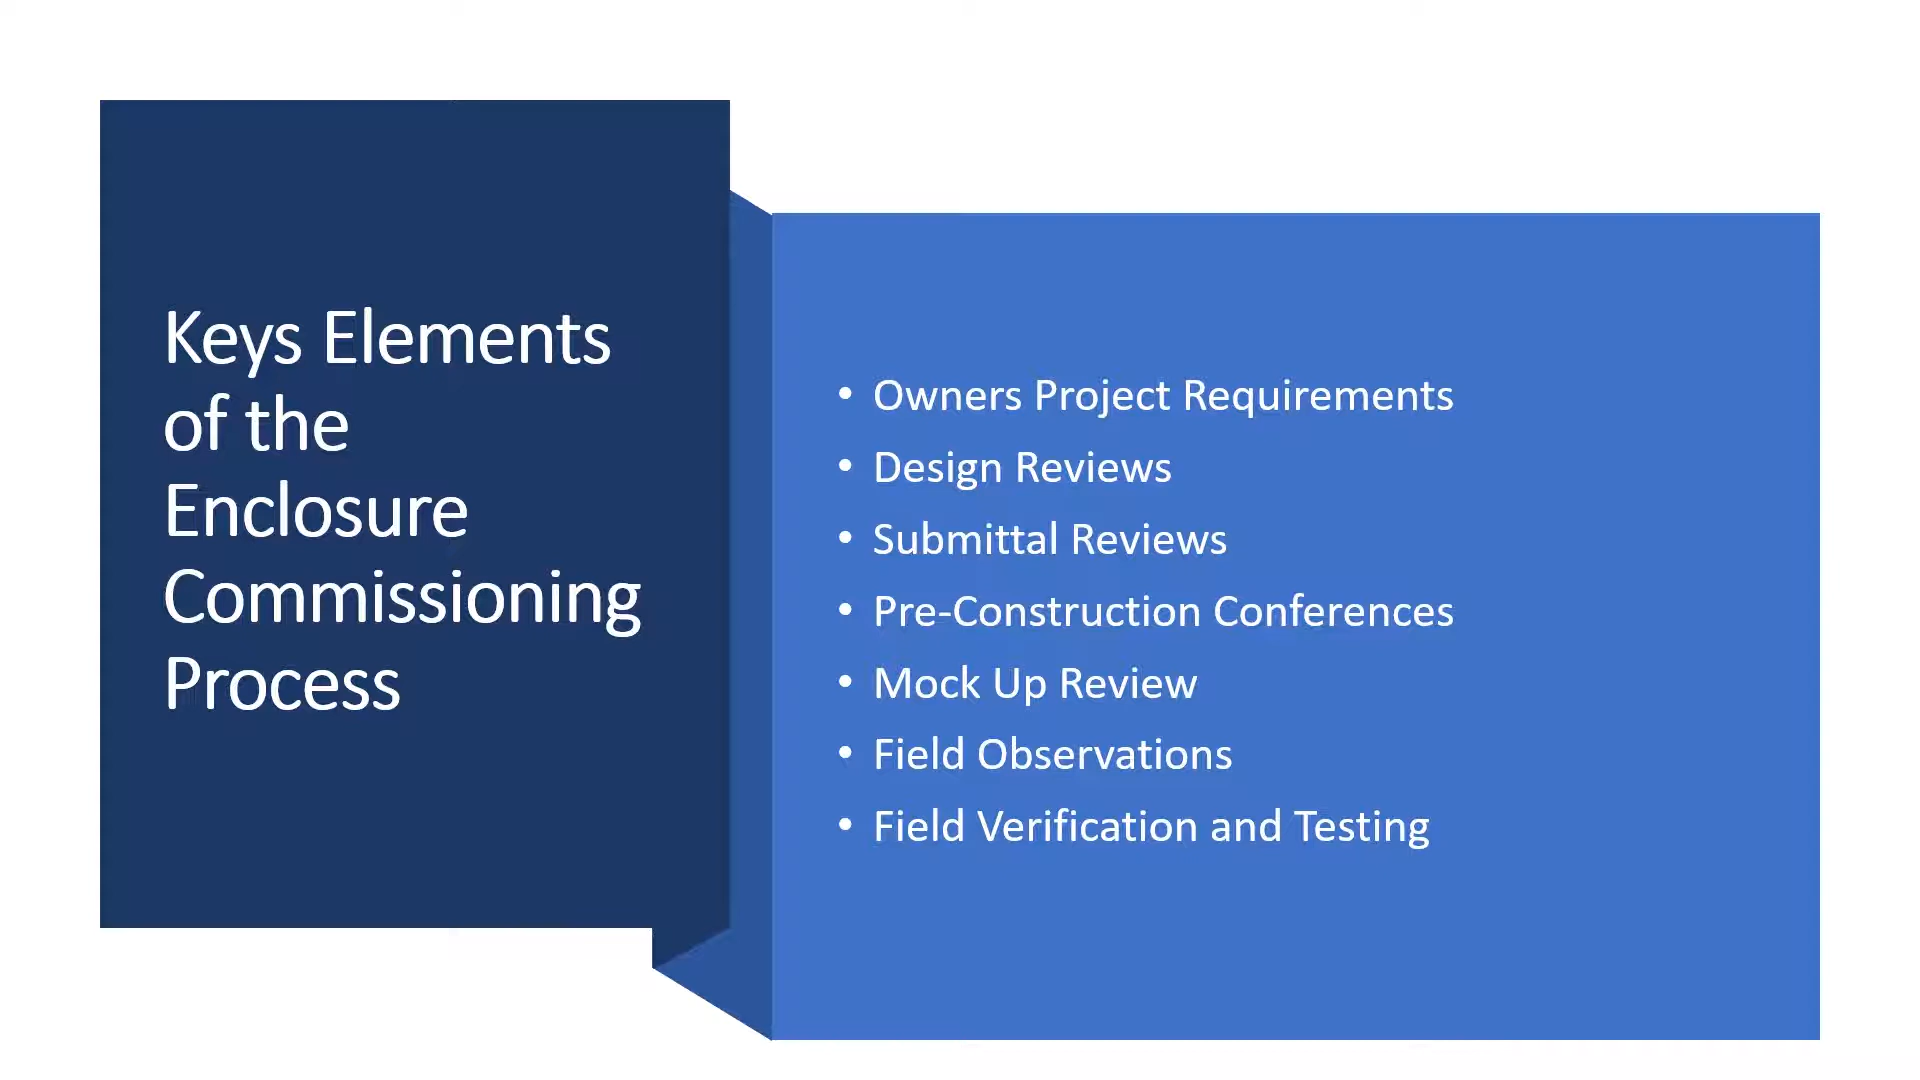 Keys Elements
of the
Enclosure
Commissioning
Process
• Owners Project Requirements
• Design Reviews
• Submittal Reviews
• Pre-Construction Conferences
• Mock Up Review
• Field Observations
• Field Verification and Testing